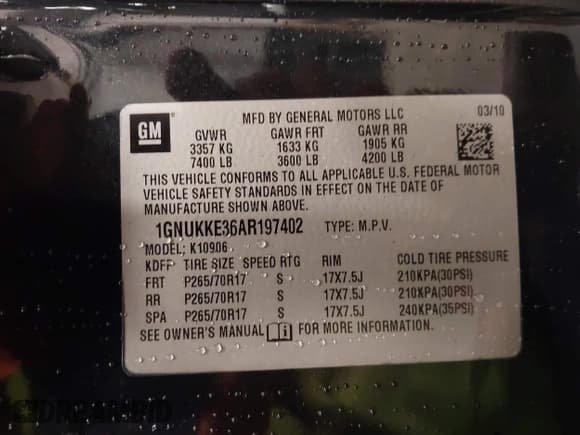 MFD BY GENERAL MOTORS LLC 03/10
GM
GVWR GAWR FRT GAWR RR
3357 KG 1633 KG 1905 KG
7400 LB 3600 LB 4200 LB
THIS VEHICLE CONFORMS TO ALL APPLICABLE U.S. FEDERAL MOTOR
VEHICLE SAFETY STANDARDS IN EFFECT ON THE DATE OF
MANUFACTURE SHOWN ABOVE.
1GNUKKE36AR197402 TYPE: M.P.V.
MODEL: K10906
KDFF TIRE SIZE SPEED RTG RIM COLD TIRE PRESSURE
FRT P265/70R17 S 17X7.5J 210KPA(30PSI)
RR P265/70R17 S 17X7.5J 210KPA(30PSI)
SPA P265/70R17 S 17X7.5J 240KPA(35PSI)
SEE OWNER'S MANUAL FOR MORE INFORMATION.
DREAMBID